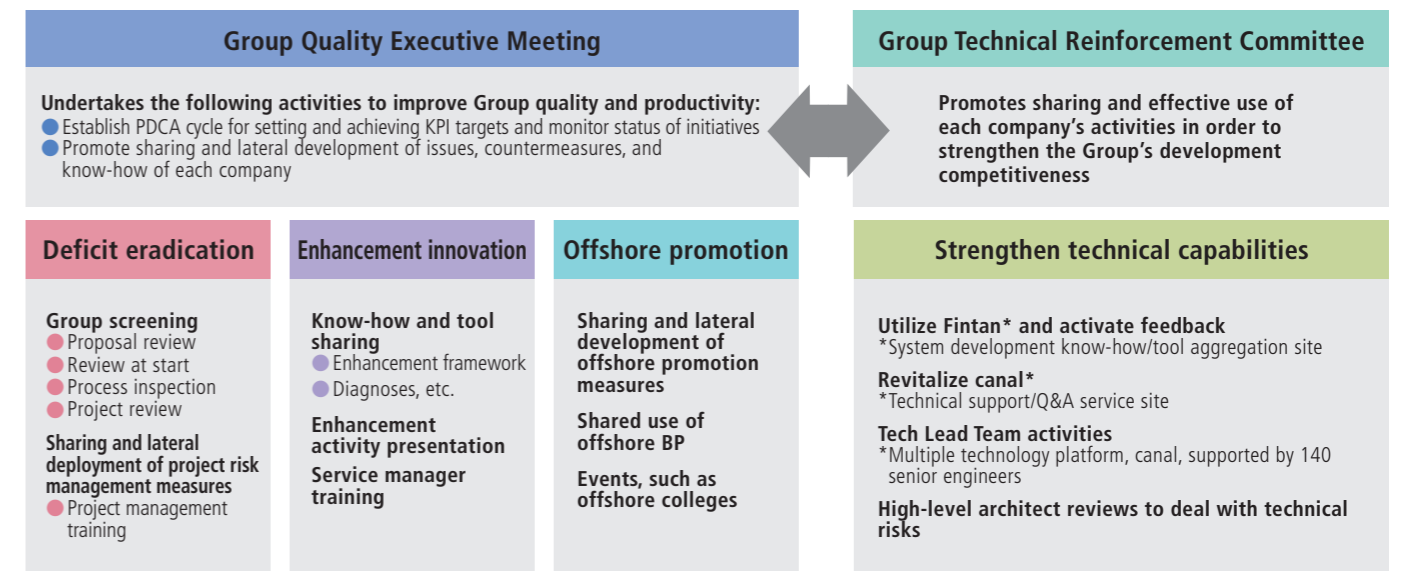 Group Quality Executive Meeting
Undertakes the following activities to improve Group quality and productivity:
● Establish PDCA cycle for setting and achieving KPI targets and monitor status of initiatives
● Promote sharing and lateral development of issues, countermeasures, and
know-how of each company
Group Technical Reinforcement Committee
Promotes sharing and effective use of
each company's activities in order to
strengthen the Group's development
competitiveness
Deficit eradication
Group screening
● Proposal review
● Review at start
● Process inspection
● Project review
Sharing and lateral
deployment of project risk
management measures
● Project management
training
Enhancement innovation
Know-how and tool
sharing
● Enhancement framework
● Diagnoses, etc.
Enhancement
activity presentation
Service manager
training
Offshore promotion
Sharing and lateral
development of
offshore promotion
measures
Shared use of
offshore BP
Events, such as
offshore colleges
Strengthen technical capabilities
Utilize Fintan* and activate feedback
*System development know-how/tool aggregation site
Revitalize canal*
*Technical support/Q&A service site
Tech Lead Team activities
*Multiple technology platform, canal, supported by 140
senior engineers
High-level architect reviews to deal with technical
risks